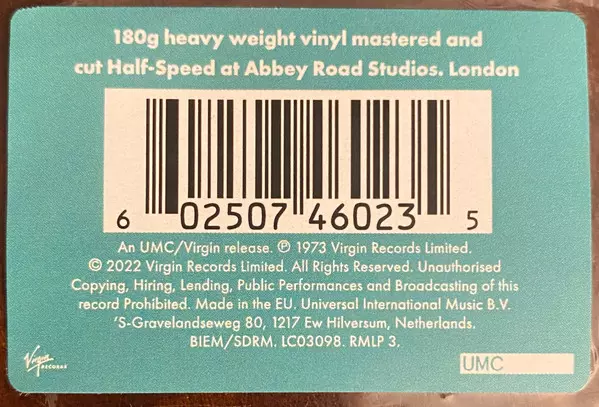 180g heavy weight vinyl mastered and
cut Half-Speed at Abbey Road Studios. London
6 02507 46023 5
An UMC/Virgin release. ℗ 1973 Virgin Records Limited.
© 2022 Virgin Records Limited. All Rights Reserved. Unauthorised
Copying, Hiring, Lending, Public Performances and Broadcasting of this
record Prohibited. Made in the EU. Universal International Music B.V.
'S-Gravelandseweg 80, 1217 Ew Hilversum, Netherlands.
BIEM/SDRM. LC03098. RMLP 3.
Virgin
RECORDS
UMC